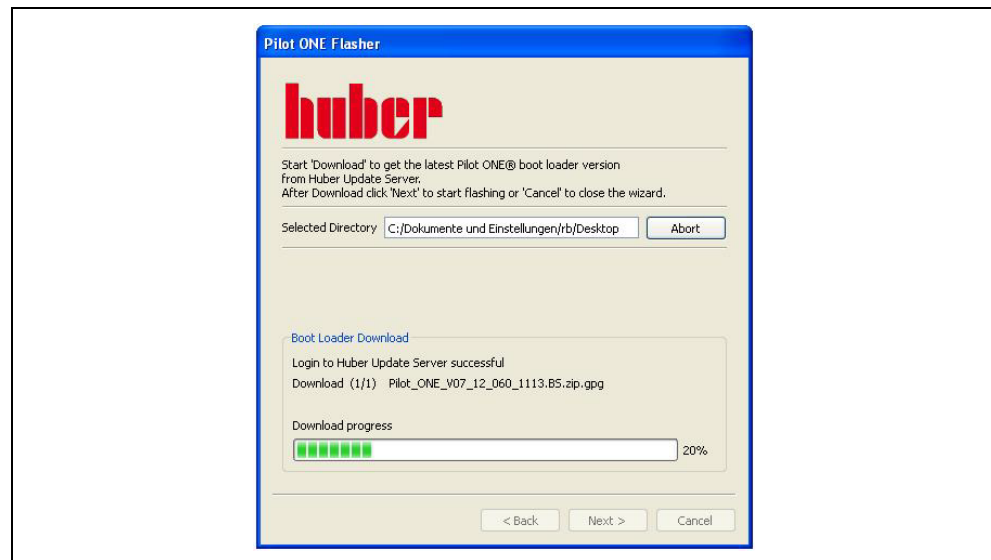 Pilot ONE Flasher
huber
Start 'Download' to get the latest Pilot ONE® boot loader version
from Huber Update Server.
After Download click 'Next' to start flashing or 'Cancel' to close the wizard.
Selected Directory C:/Dokumente und Einstellungen/rb/Desktop Abort
Boot Loader Download
Login to Huber Update Server successful
Download (1/1) Pilot_ONE_V07_12_060_1113.BS.zip.gpg
Download progress
20%
< Back Next > Cancel